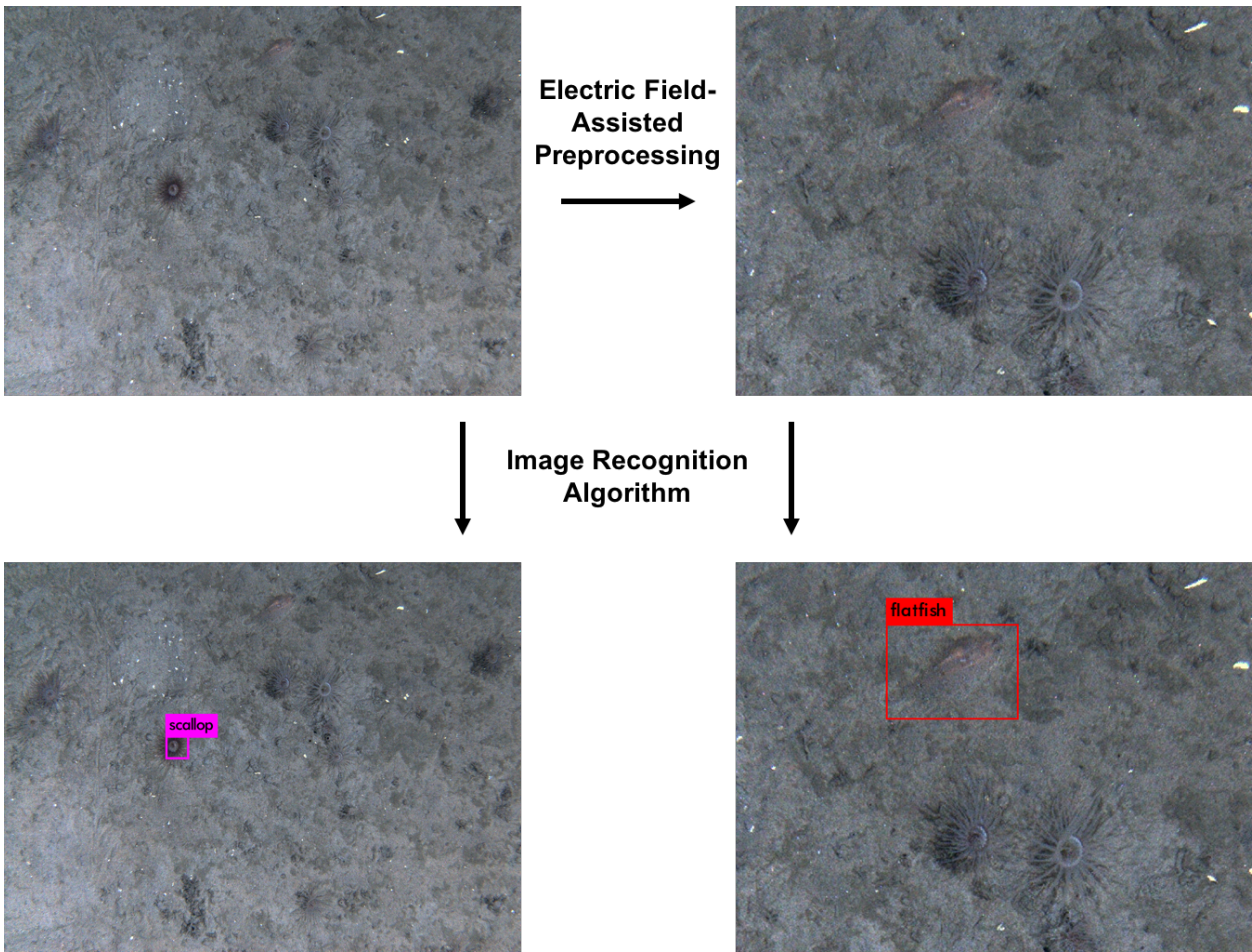 Electric Field-
Assisted
Preprocessing
Image Recognition
Algorithm
scallop
flatfish